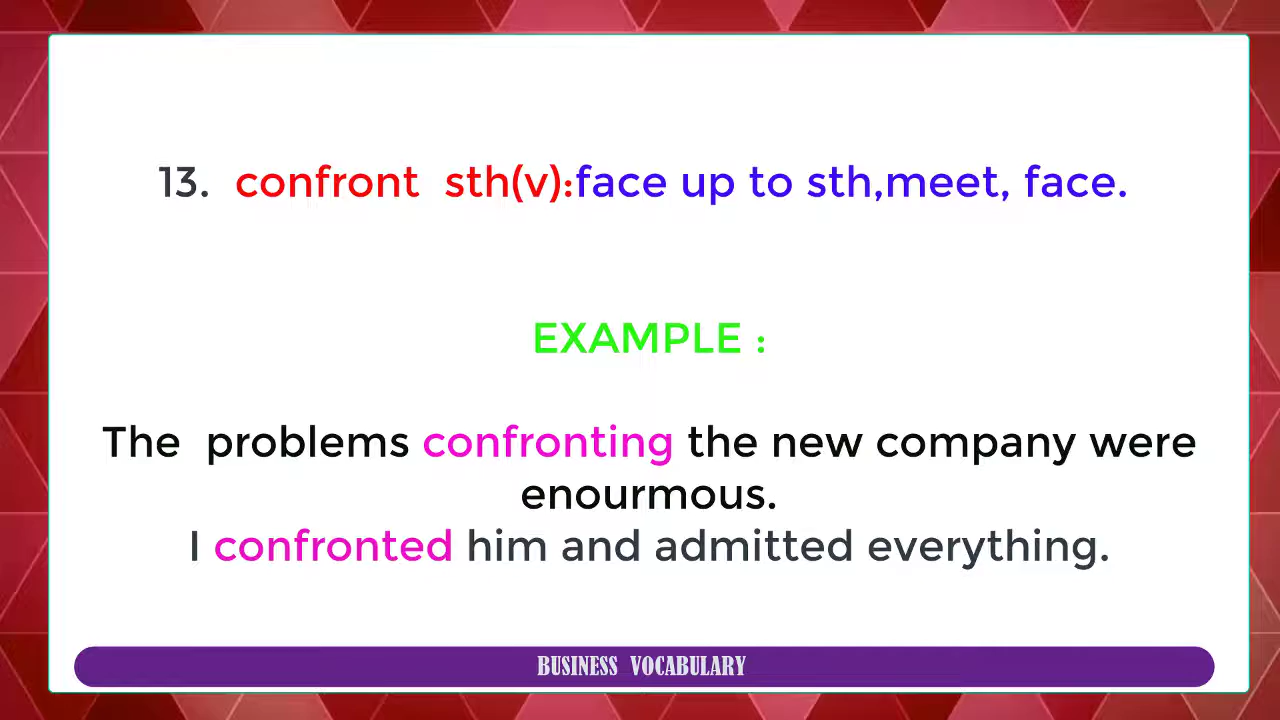 13. confront sth(v):face up to sth,meet, face.
EXAMPLE :
The problems confronting the new company were
enourmous.
I confronted him and admitted everything.
BUSINESS VOCABULARY